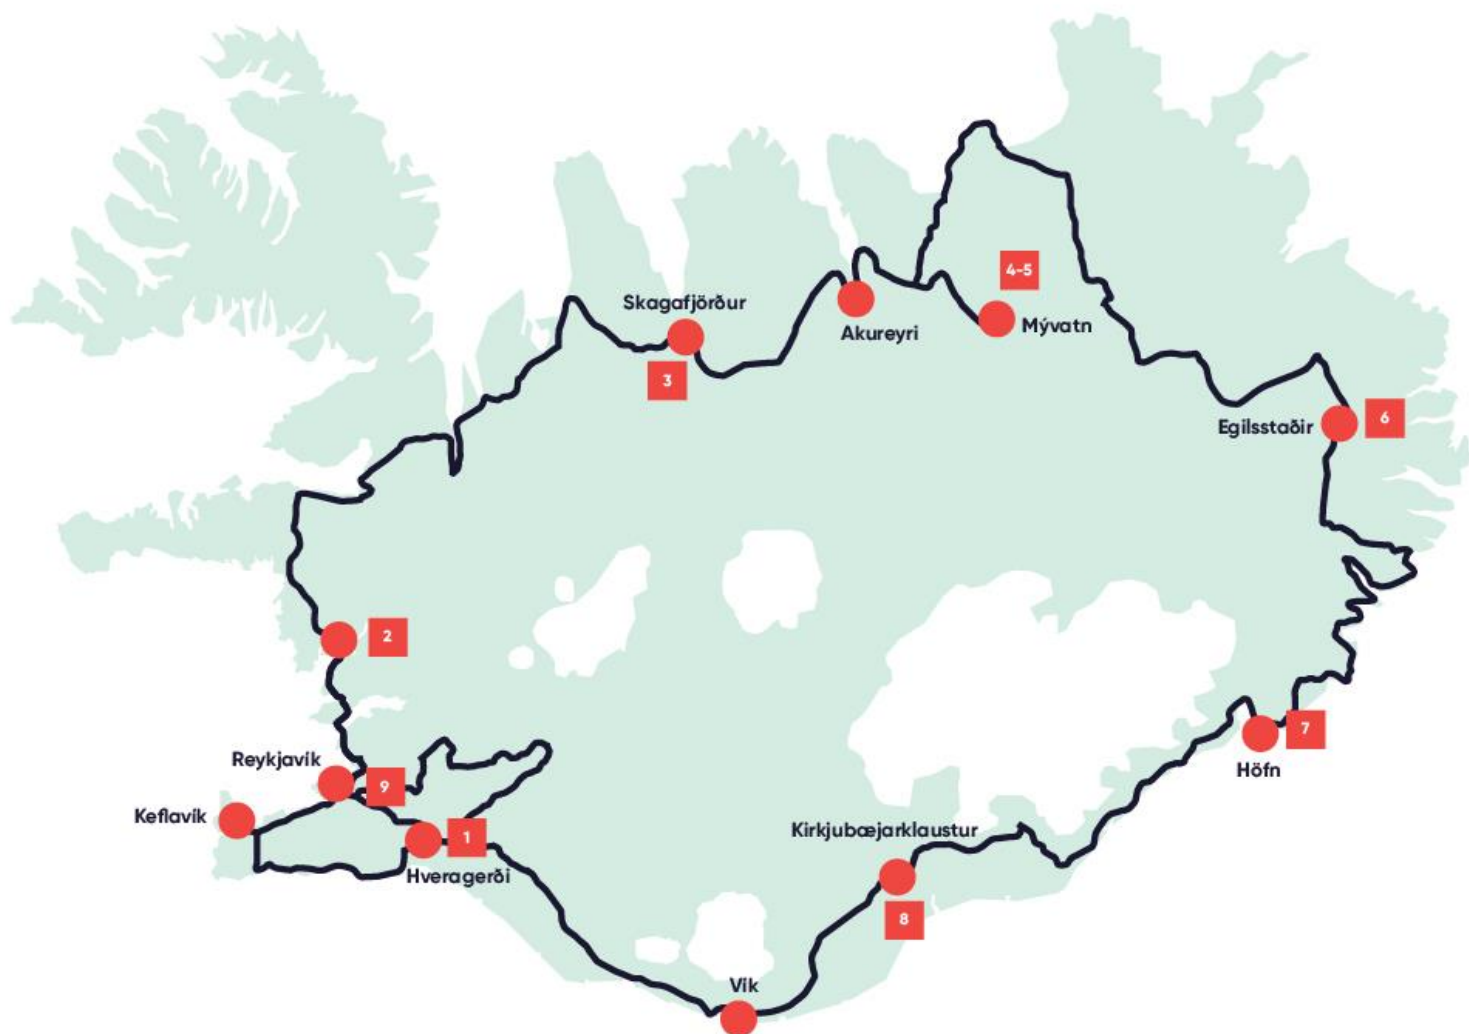 4-5
Skagafjörður
Mývatn
Akureyri
3
6
Egilsstaðir
2
7
Reykjavík
Höfn
9
Keflavík
Kirkjubæjarklaustur
1
Hveragerði
8
Vik